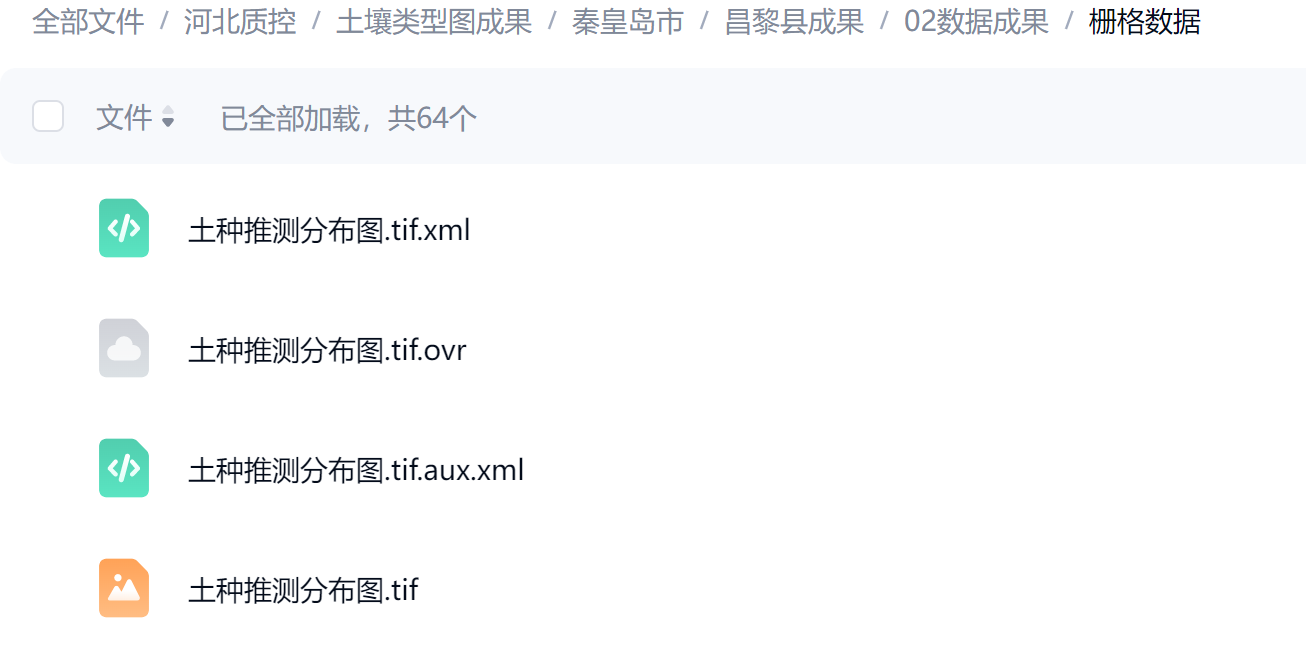 全部文件 / 河北质控 / 土壤类型图成果 / 秦皇岛市 / 昌黎县成果 / 02数据成果 / 栅格数据
文件 已全部加载，共64个
土种推测分布图.tif.xml
土种推测分布图.tif.ovr
土种推测分布图.tif.aux.xml
土种推测分布图.tif